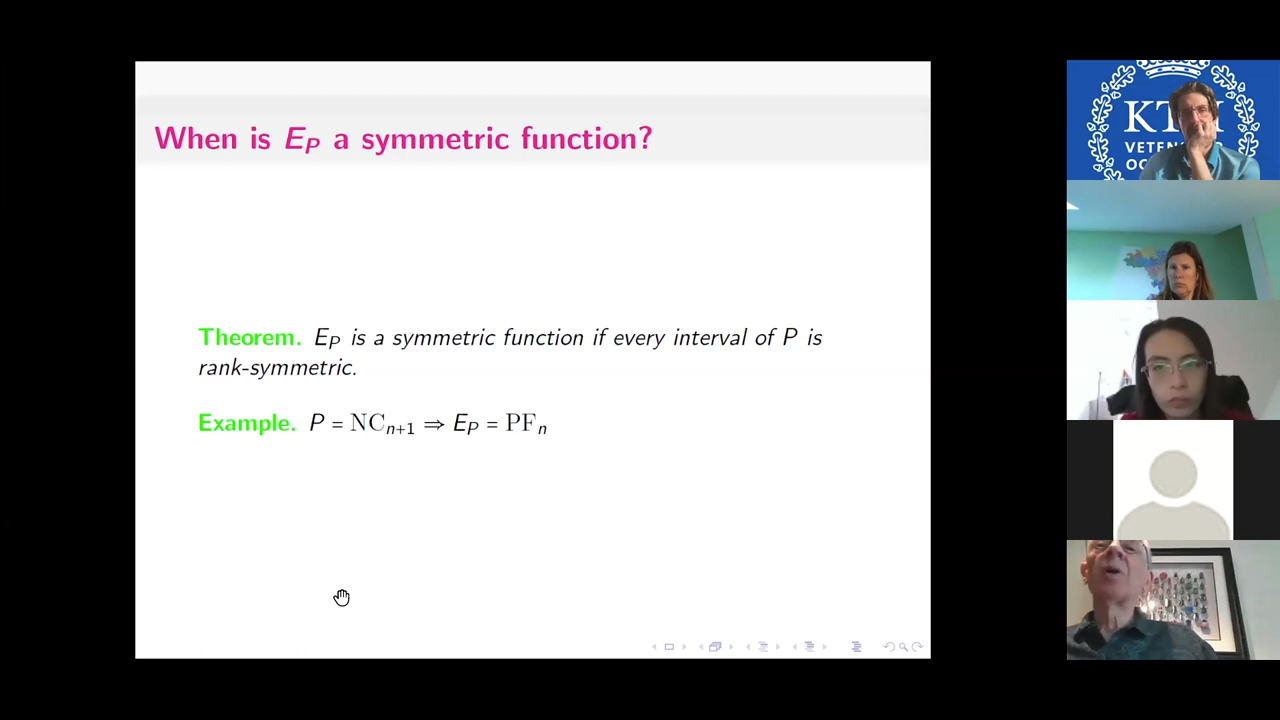 When is E_P a symmetric function?
Theorem. E_P is a symmetric function if every interval of P is
rank-symmetric.
Example. P = NC_{n+1} ⇒ E_P = PF_n
KT
VETEN
OC